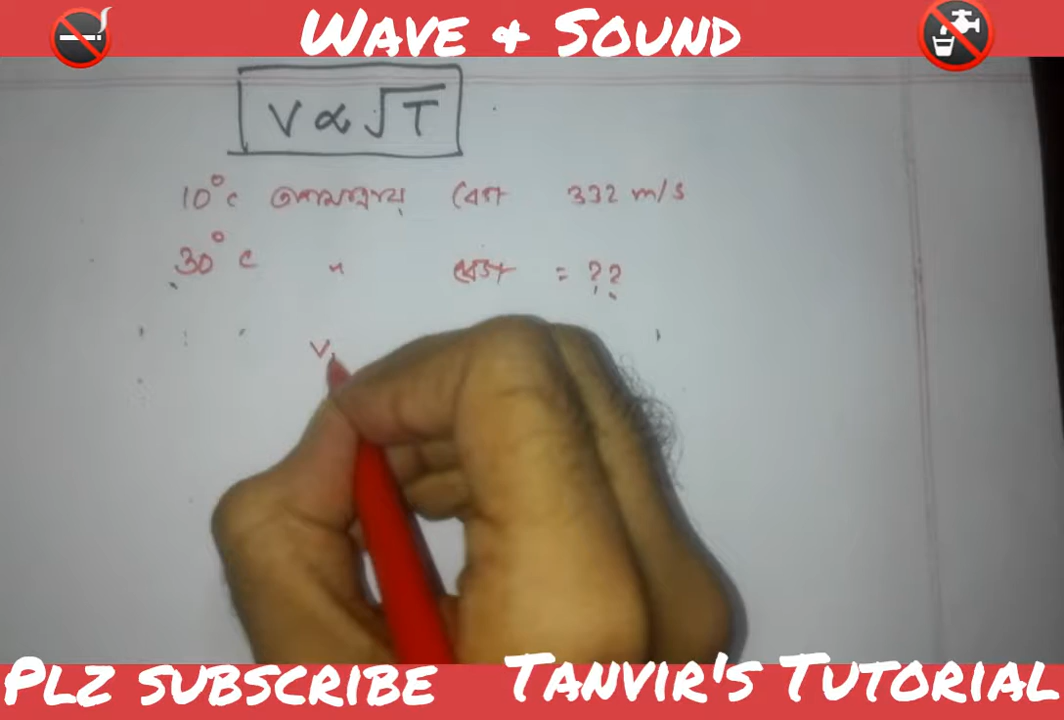 WAVE & SOUND
V ∝ √T
10°c তাপমাত্রায় বেগ 332 m/s
30° c " বেগ = ??
V
PLZ SUBSCRIBE TANVIR'S TUTORIAL